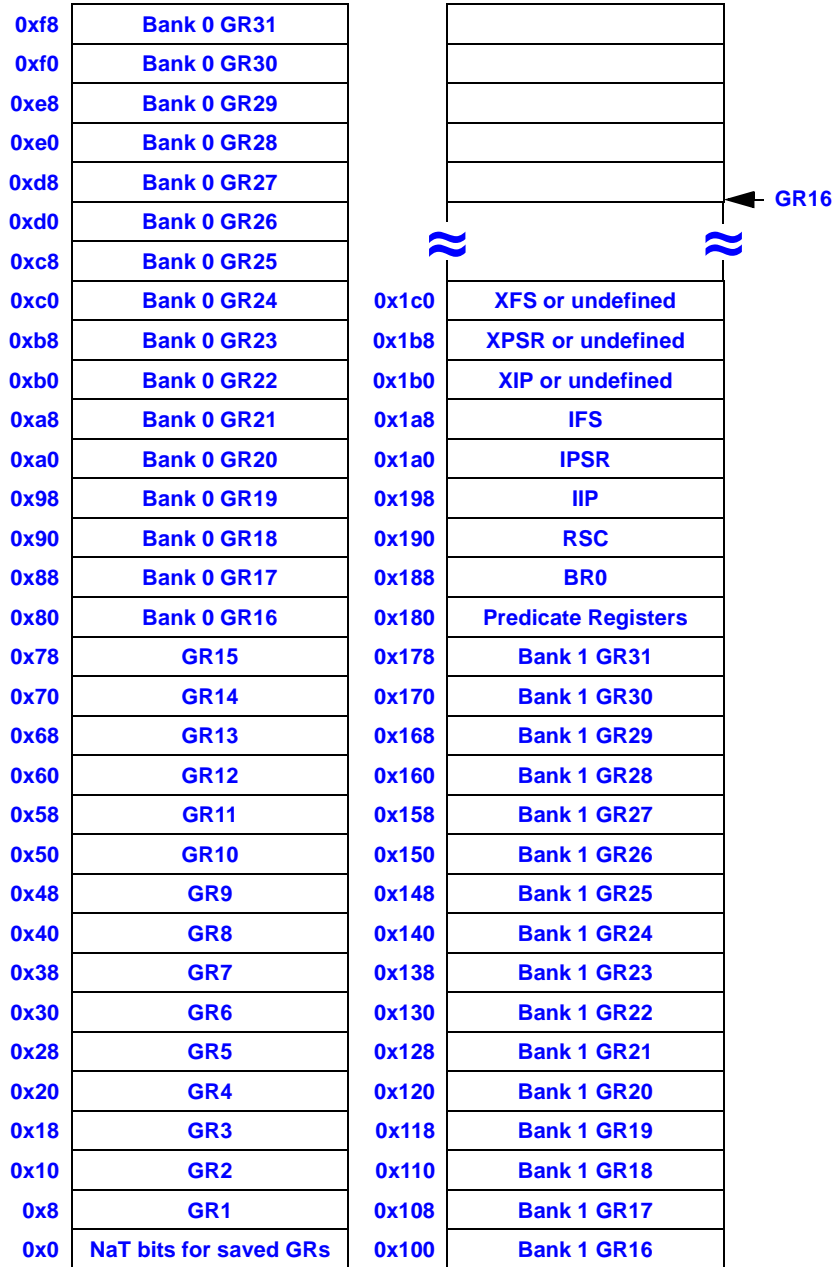 0xf8 Bank 0 GR31
0xf0 Bank 0 GR30
0xe8 Bank 0 GR29
0xe0 Bank 0 GR28
0xd8 Bank 0 GR27
GR16
0xd0 Bank 0 GR26
≈ ≈
0xc8 Bank 0 GR25
0xc0 Bank 0 GR24 0x1c0 XFS or undefined
0xb8 Bank 0 GR23 0x1b8 XPSR or undefined
0xb0 Bank 0 GR22 0x1b0 XIP or undefined
0xa8 Bank 0 GR21 0x1a8 IFS
0xa0 Bank 0 GR20 0x1a0 IPSR
0x98 Bank 0 GR19 0x198 IIP
0x90 Bank 0 GR18 0x190 RSC
0x88 Bank 0 GR17 0x188 BR0
0x80 Bank 0 GR16 0x180 Predicate Registers
0x78 GR15 0x178 Bank 1 GR31
0x70 GR14 0x170 Bank 1 GR30
0x68 GR13 0x168 Bank 1 GR29
0x60 GR12 0x160 Bank 1 GR28
0x58 GR11 0x158 Bank 1 GR27
0x50 GR10 0x150 Bank 1 GR26
0x48 GR9 0x148 Bank 1 GR25
0x40 GR8 0x140 Bank 1 GR24
0x38 GR7 0x138 Bank 1 GR23
0x30 GR6 0x130 Bank 1 GR22
0x28 GR5 0x128 Bank 1 GR21
0x20 GR4 0x120 Bank 1 GR20
0x18 GR3 0x118 Bank 1 GR19
0x10 GR2 0x110 Bank 1 GR18
0x8 GR1 0x108 Bank 1 GR17
0x0 NaT bits for saved GRs 0x100 Bank 1 GR16